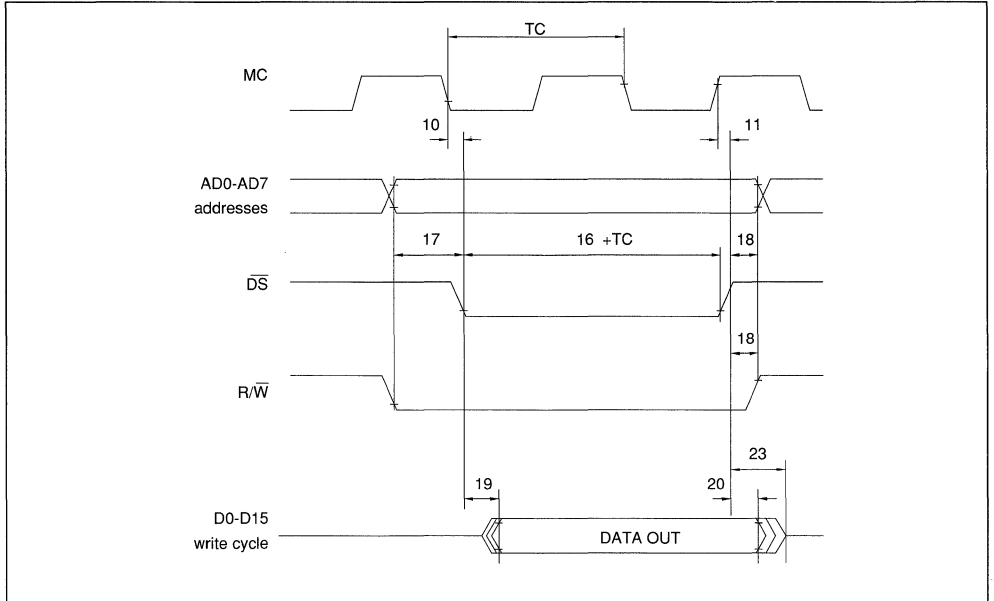 TC
MC
10
11
AD0-AD7
addresses
17
16 +TC
18
D̅S̅
18
R/W̅
23
19
20
D0-D15
write cycle
DATA OUT